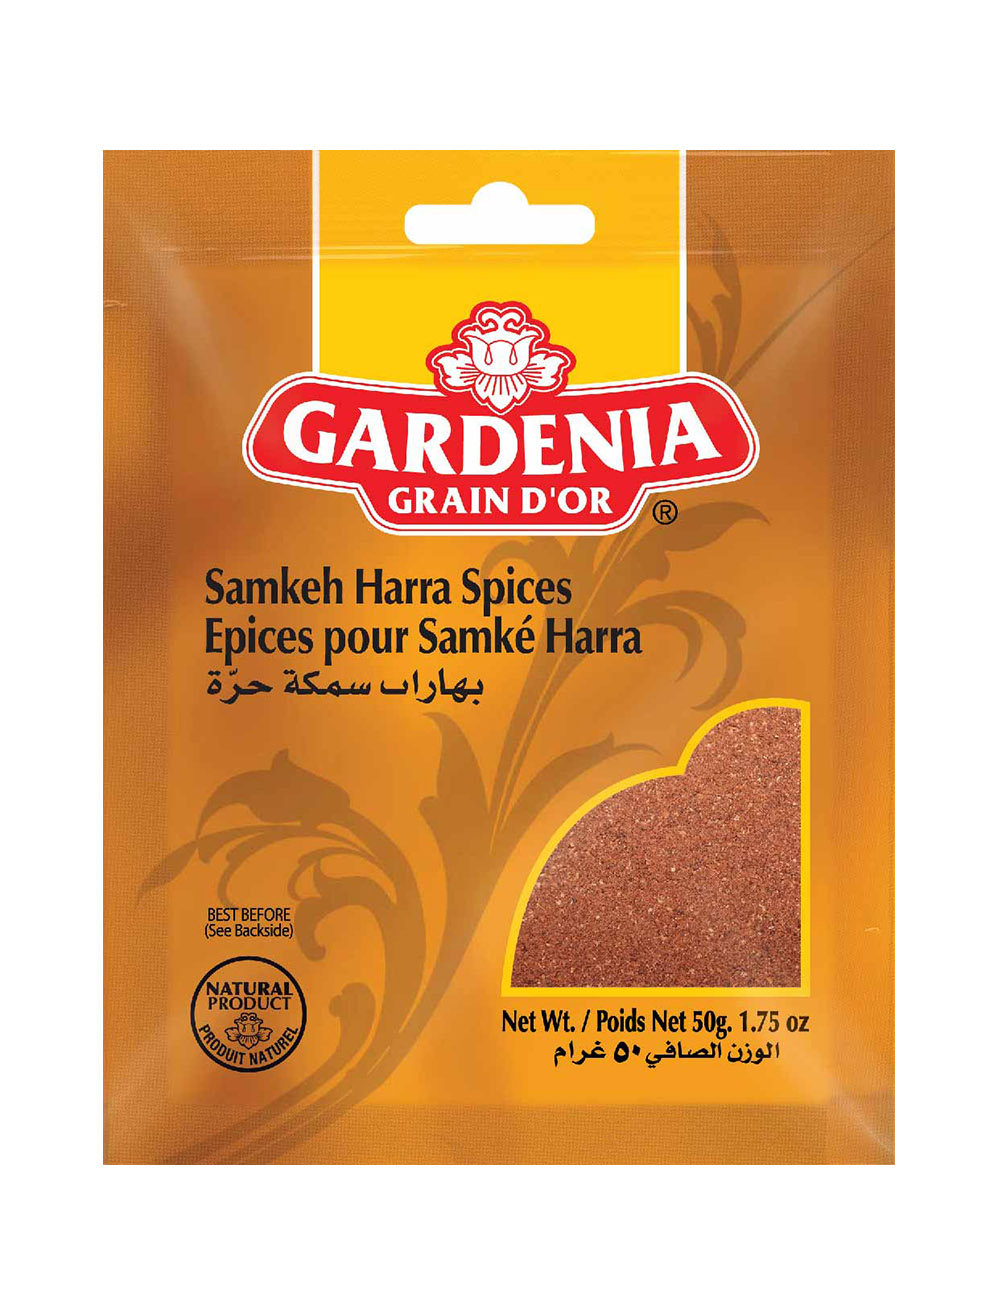 GARDENIA
GRAIN D'OR
®
Samkeh Harra Spices
Epices pour Samké Harra
بهارات سمكة حرّة
BEST BEFORE
(See Backside)
NATURAL
PRODUCT
PRODUIT NATUREL
Net Wt. / Poids Net 50g. 1.75 oz
الوزن الصافي ٥٠ غرام